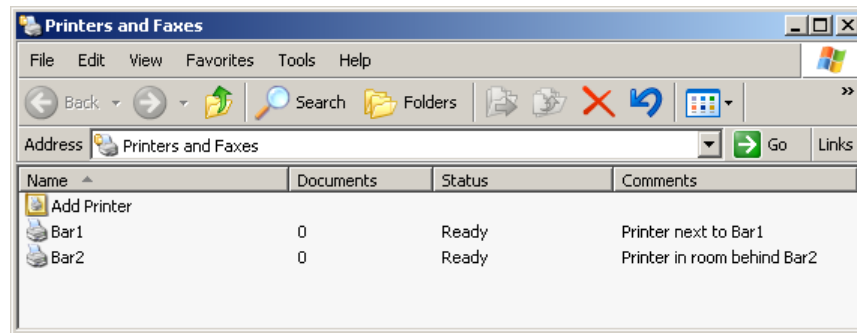 Printers and Faxes
File Edit View Favorites Tools Help
Back Search Folders »
Address Printers and Faxes Go Links
Name Documents Status Comments
Add Printer
Bar1 0 Ready Printer next to Bar1
Bar2 0 Ready Printer in room behind Bar2